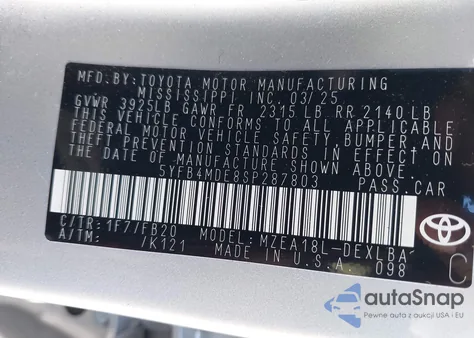 MFD. BY: TOYOTA MOTOR MANUFACTURING
MISSISSIPPI, INC. 03/25
GVWR 3925LB GAWR FR 2315 LB RR 2140 LB
THIS VEHICLE CONFORMS TO ALL APPLICABLE
FEDERAL MOTOR VEHICLE SAFETY, BUMPER, AND
THEFT PREVENTION STANDARDS IN EFFECT ON
THE DATE OF MANUFACTURE SHOWN ABOVE.
5YFB4MDE8SP287803 PASS.CAR
C/TR: 1F7/FB20 MODEL: MZEA18L-DEXLBA
A/TM: /K121 MADE IN U.S.A. 098
TOYOTA
C
autoSnap
Pewne auta z aukcji USA i EU